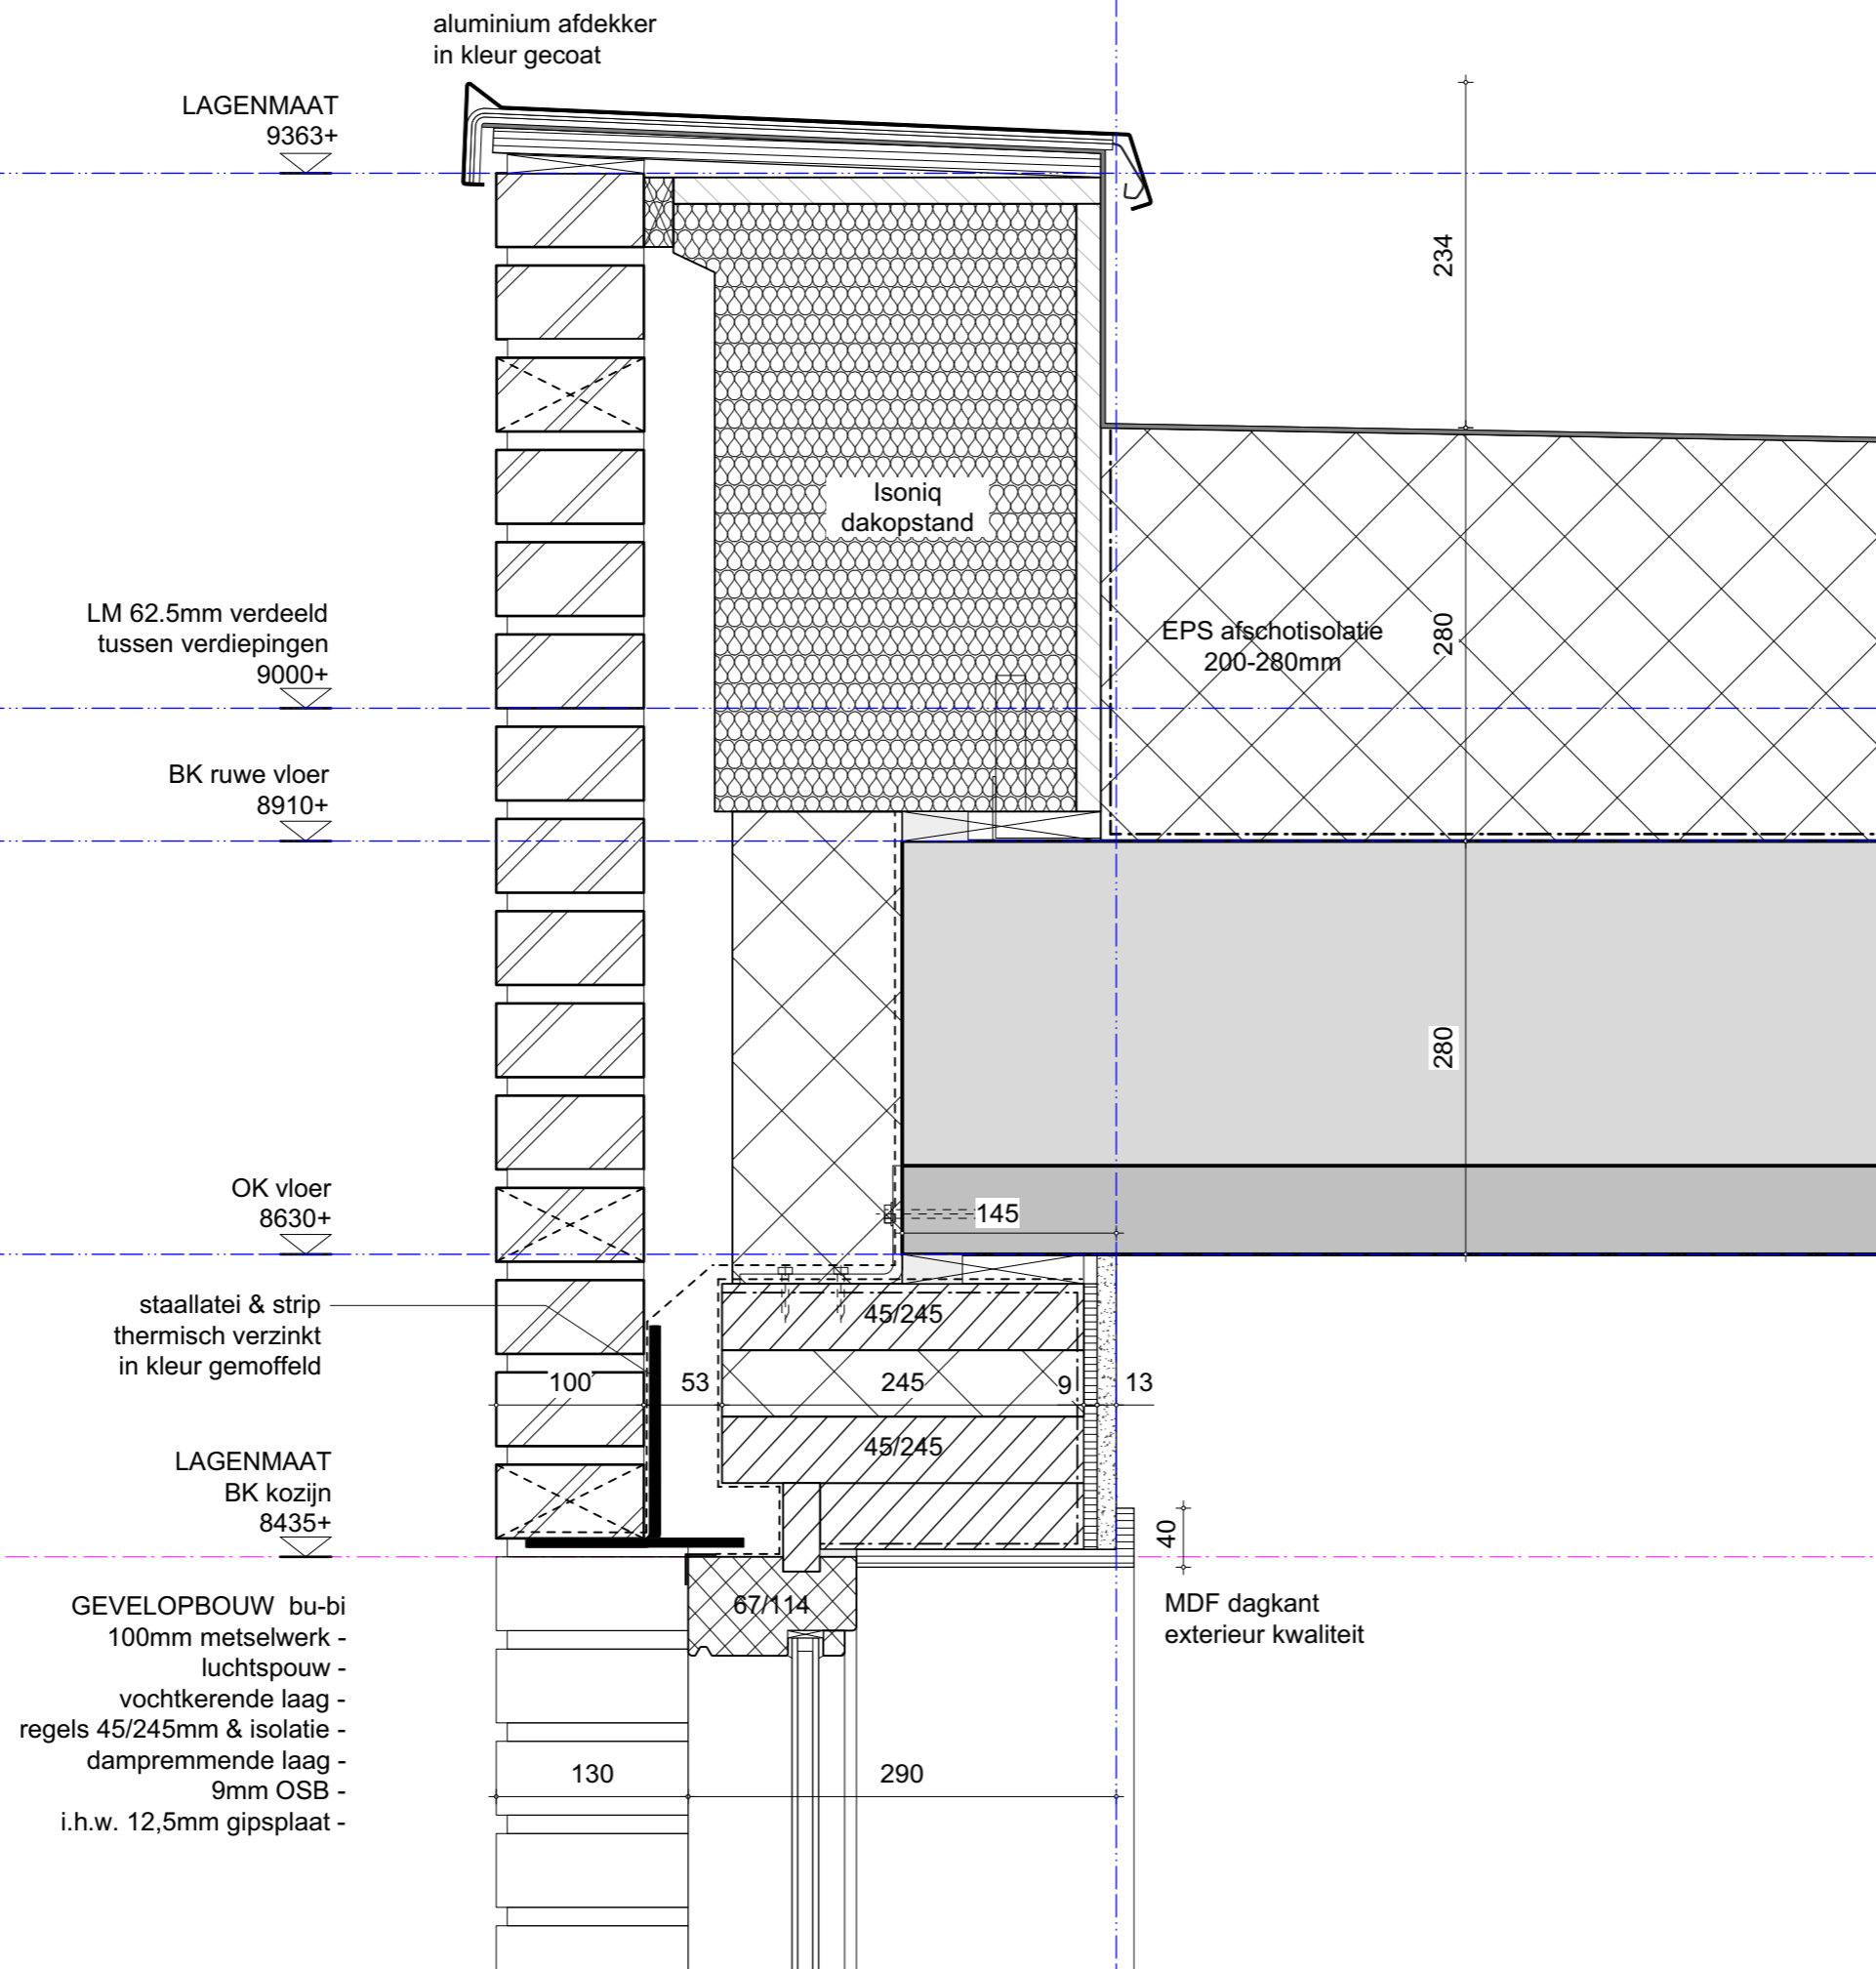 aluminium afdekker
in kleur gecoat
LAGENMAAT
9363+
234
Isoniq
dakopstand
LM 62.5mm verdeeld
tussen verdiepingen
9000+
EPS afschotisolatie
200-280mm
280
BK ruwe vloer
8910+
280
OK vloer
8630+
145
staallatei & strip
thermisch verzinkt
in kleur gemoffeld
45/245
100
53
245
9
13
45/245
LAGENMAAT
BK kozijn
8435+
40
GEVELOPBOUW bu-bi
100mm metselwerk -
luchtspouw -
vochtkerende laag -
regels 45/245mm & isolatie -
dampremmende laag -
9mm OSB -
i.h.w. 12,5mm gipsplaat -
67/114
MDF dagkant
exterieur kwaliteit
130
290